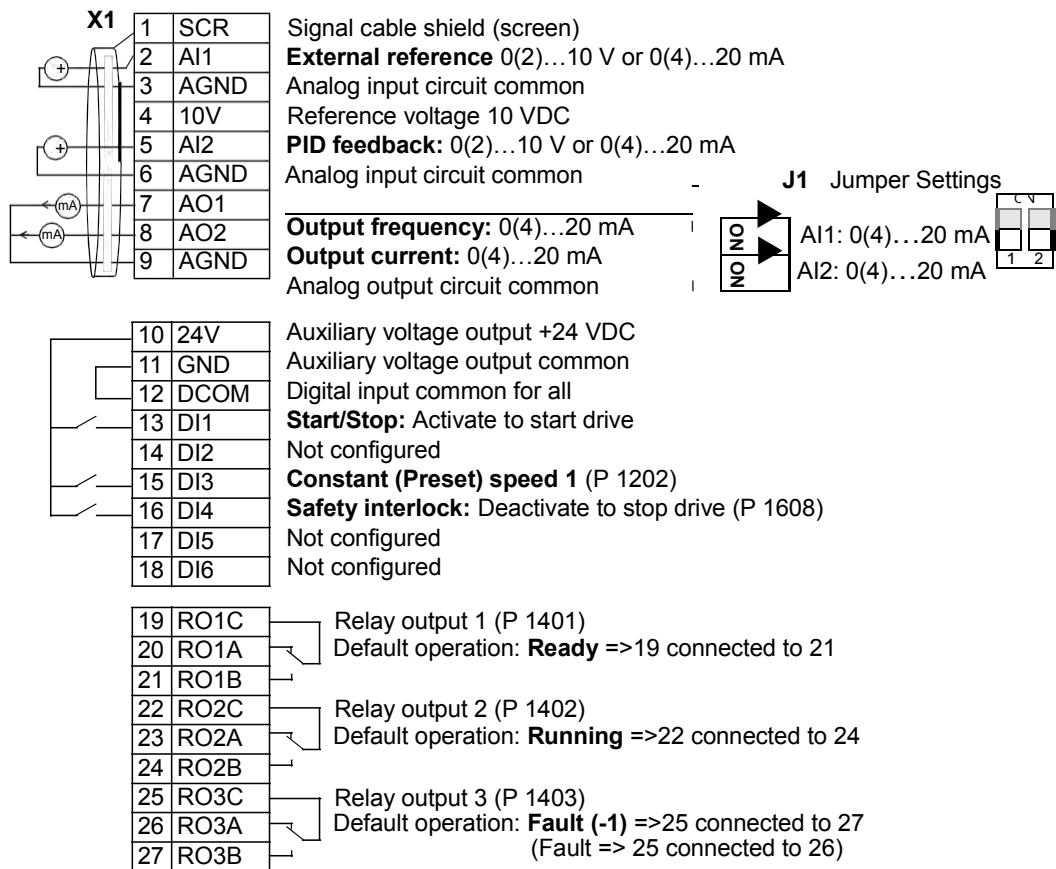 X1
1 SCR Signal cable shield (screen)
2 AI1 External reference 0(2)…10 V or 0(4)…20 mA
3 AGND Analog input circuit common
4 10V Reference voltage 10 VDC
5 AI2 PID feedback: 0(2)…10 V or 0(4)…20 mA
6 AGND Analog input circuit common
7 AO1
8 AO2 Output frequency: 0(4)…20 mA
9 AGND Output current: 0(4)…20 mA
Analog output circuit common
+
+
mA
mA
J1 Jumper Settings
ON AI1: 0(4)…20 mA
ON AI2: 0(4)…20 mA
1 2
10 24V Auxiliary voltage output +24 VDC
11 GND Auxiliary voltage output common
12 DCOM Digital input common for all
13 DI1 Start/Stop: Activate to start drive
14 DI2 Not configured
15 DI3 Constant (Preset) speed 1 (P 1202)
16 DI4 Safety interlock: Deactivate to stop drive (P 1608)
17 DI5 Not configured
18 DI6 Not configured
19 RO1C Relay output 1 (P 1401)
20 RO1A Default operation: Ready =>19 connected to 21
21 RO1B
22 RO2C Relay output 2 (P 1402)
23 RO2A Default operation: Running =>22 connected to 24
24 RO2B
25 RO3C Relay output 3 (P 1403)
26 RO3A Default operation: Fault (-1) =>25 connected to 27
27 RO3B (Fault => 25 connected to 26)